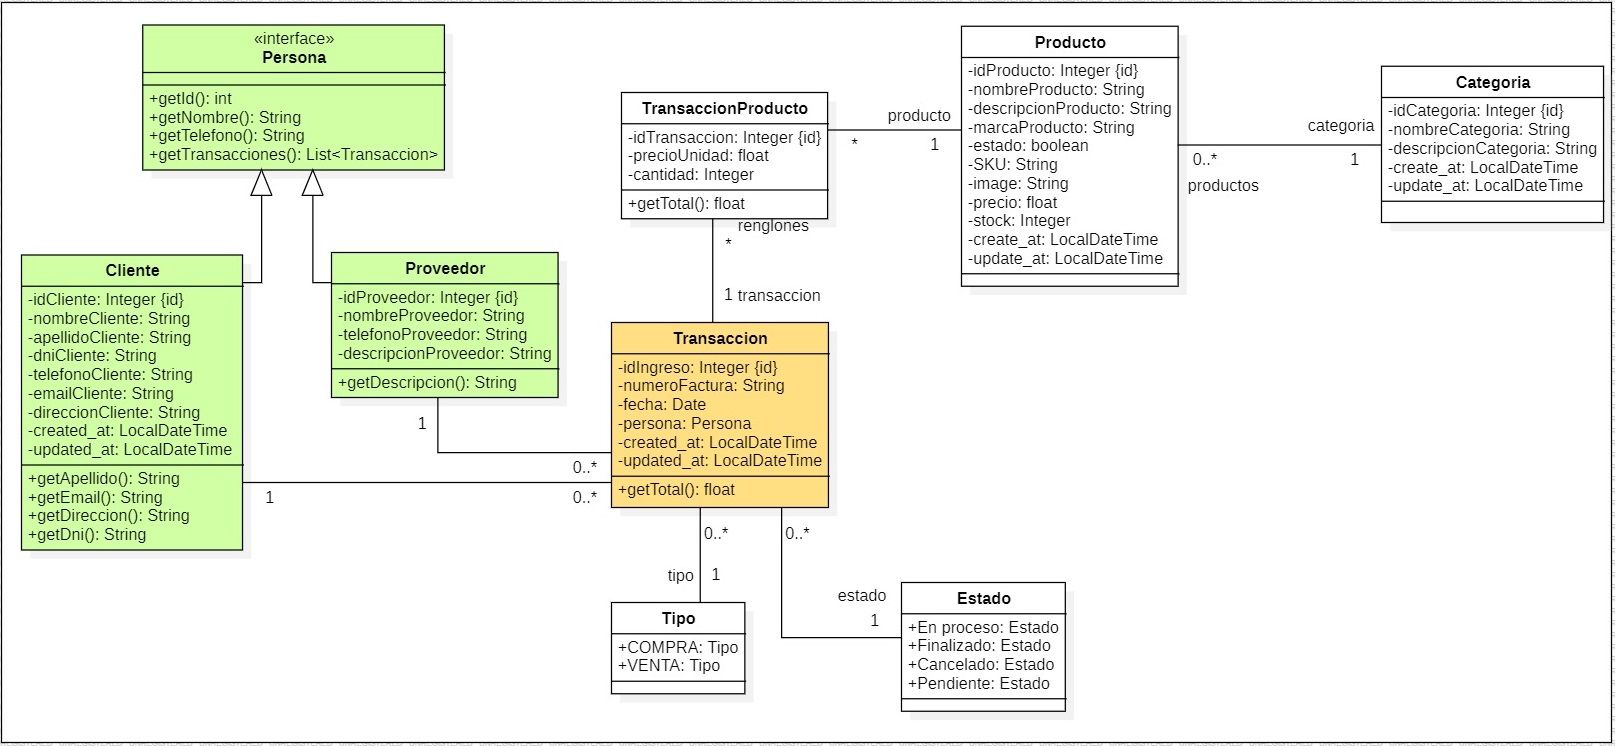 «interface»
Persona
+getId(): int
+getNombre(): String
+getTelefono(): String
+getTransacciones(): List<Transaccion>
Cliente
-idCliente: Integer {id}
-nombreCliente: String
-apellidoCliente: String
-dniCliente: String
-telefonoCliente: String
-emailCliente: String
-direccionCliente: String
-created_at: LocalDateTime
-updated_at: LocalDateTime
+getApellido(): String
+getEmail(): String
+getDireccion(): String
+getDni(): String
Proveedor
-idProveedor: Integer {id}
-nombreProveedor: String
-telefonoProveedor: String
-descripcionProveedor: String
+getDescripcion(): String
1
0..*
1
0..*
TransaccionProducto
-idTransaccion: Integer {id}
-precioUnidad: float
-cantidad: Integer
+getTotal(): float
renglones
*
1 transaccion
Transaccion
-idIngreso: Integer {id}
-numeroFactura: String
-fecha: Date
-persona: Persona
-created_at: LocalDateTime
-updated_at: LocalDateTime
+getTotal(): float
0..*
tipo 1
Tipo
+COMPRA: Tipo
+VENTA: Tipo
0..*
estado
1
Estado
+En proceso: Estado
+Finalizado: Estado
+Cancelado: Estado
+Pendiente: Estado
producto
* 1
Producto
-idProducto: Integer {id}
-nombreProducto: String
-descripcionProducto: String
-marcaProducto: String
-estado: boolean
-SKU: String
-image: String
-precio: float
-stock: Integer
-create_at: LocalDateTime
-update_at: LocalDateTime
categoria
0..* 1
productos
Categoria
-idCategoria: Integer {id}
-nombreCategoria: String
-descripcionCategoria: String
-create_at: LocalDateTime
-update_at: LocalDateTime